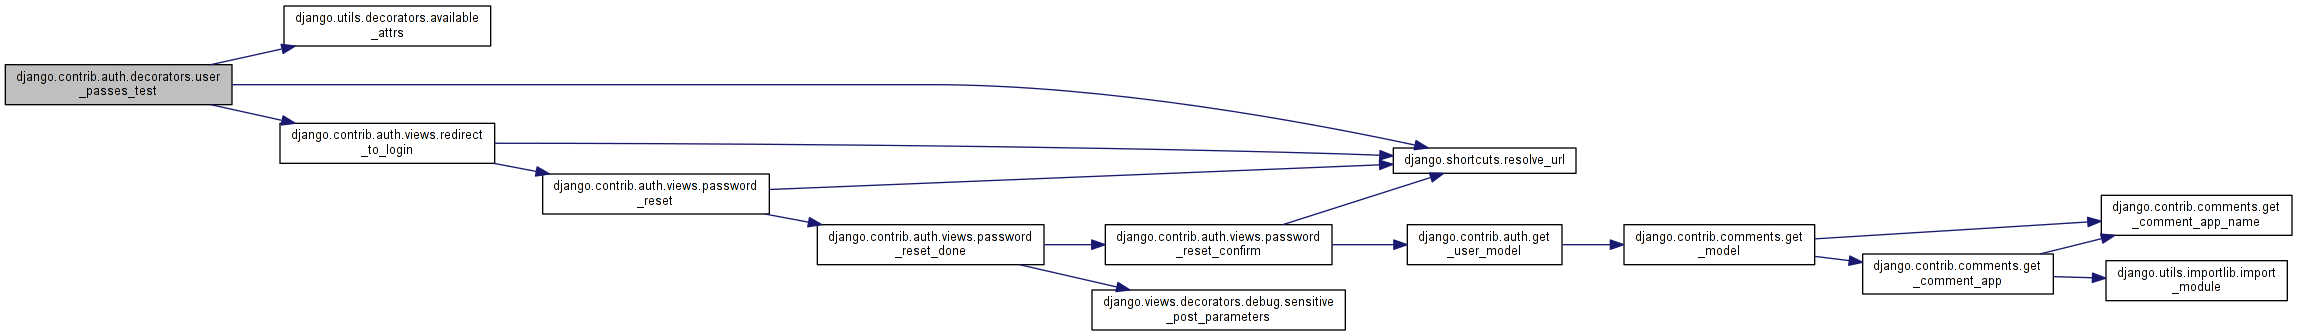 django.utils.decorators.available
_attrs
django.contrib.auth.decorators.user
_passes_test
django.contrib.auth.views.redirect
_to_login
django.shortcuts.resolve_url
django.contrib.auth.views.password
_reset
django.contrib.comments.get
_comment_app_name
django.contrib.auth.views.password
_reset_done
django.contrib.auth.views.password
_reset_confirm
django.contrib.auth.get
_user_model
django.contrib.comments.get
_model
django.contrib.comments.get
_comment_app
django.utils.importlib.import
_module
django.views.decorators.debug.sensitive
_post_parameters